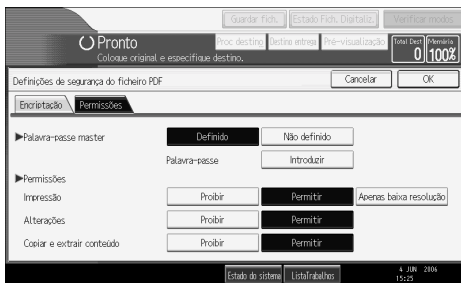 Guardar fich. Estado Fich. Digitaliz. Verificar modos
Pronto Proc destino Destino entrega Pré-visualização Total Dest Memória
Coloque original e especifique destino. 0 100%
Definições de segurança do ficheiro PDF Cancelar OK
Encriptação Permissões
▶Palavra-passe master Definido Não definido
Palavra-passe Introduzir
▶Permissões
Impressão Proibir Permitir Apenas baixa resolução
Alterações Proibir Permitir
Copiar e extrair conteúdo Proibir Permitir
Estado do sistema ListaTrabalhos 4 JUN 2006
15:25